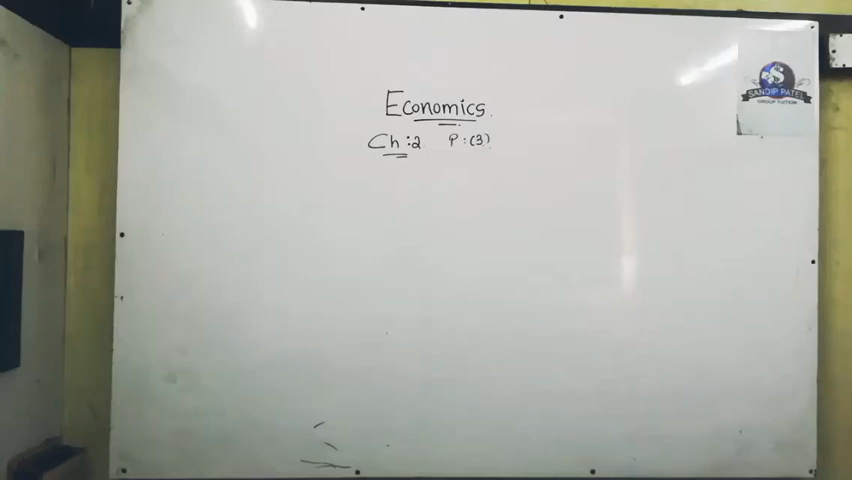 Economics.
Ch:2 P:(3)
$
SANDIP PATEL
GROUP TUITION